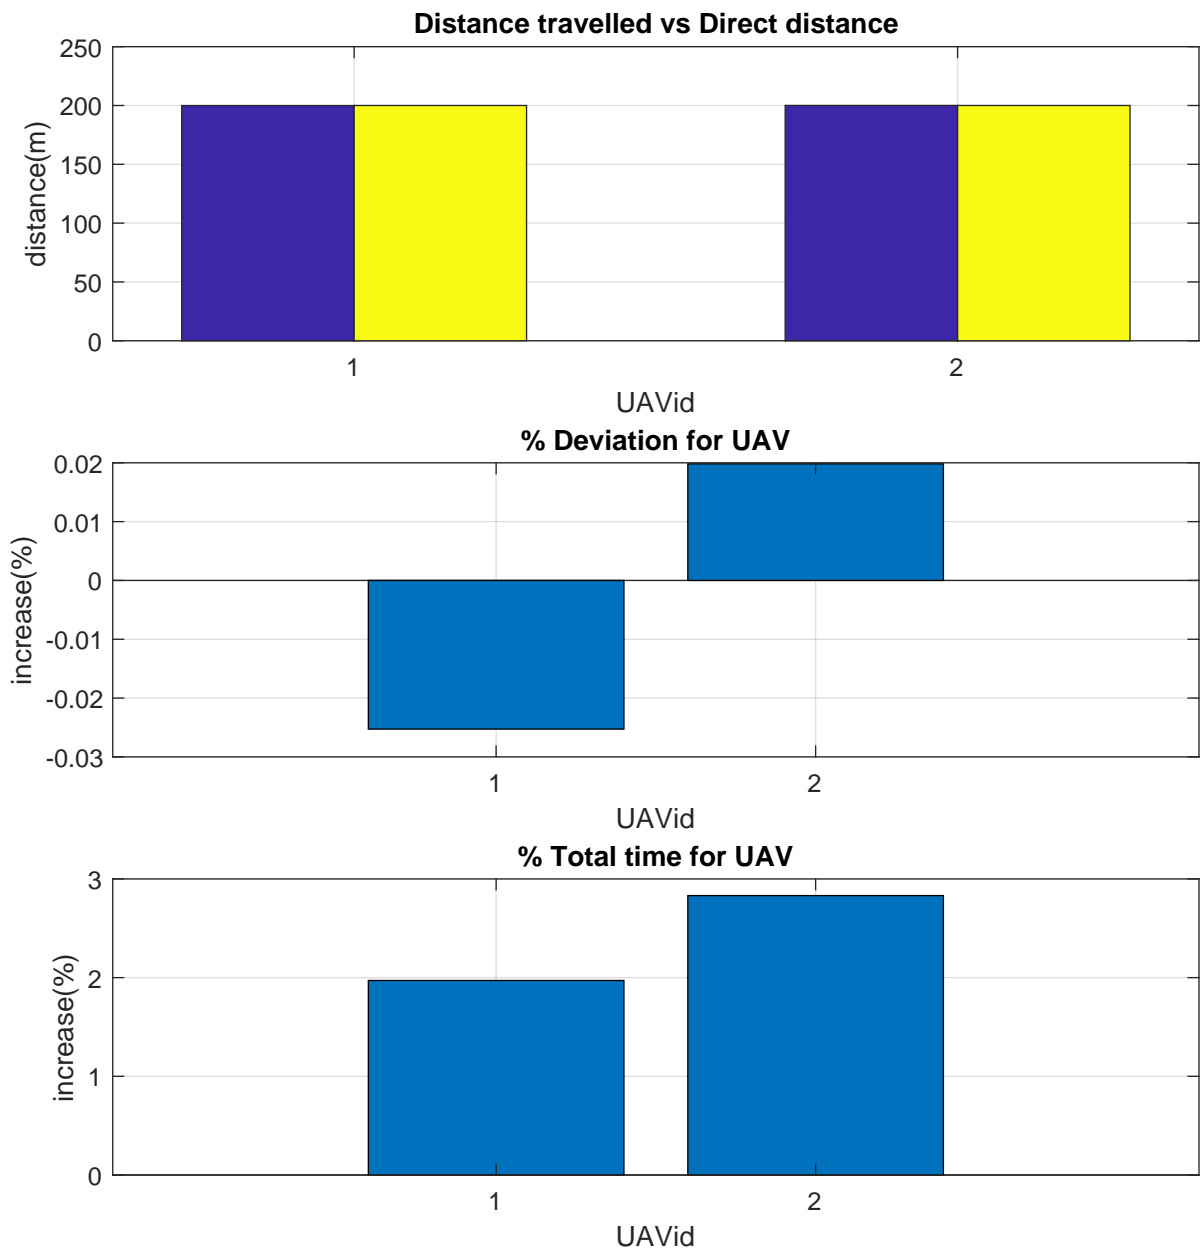 Distance travelled vs Direct distance
250
200
150
100
50
0
distance(m)
1 2
UAVid
% Deviation for UAV
0.02
0.01
0
-0.01
-0.02
-0.03
increase(%)
1 2
UAVid
% Total time for UAV
3
2
1
0
increase(%)
1 2
UAVid